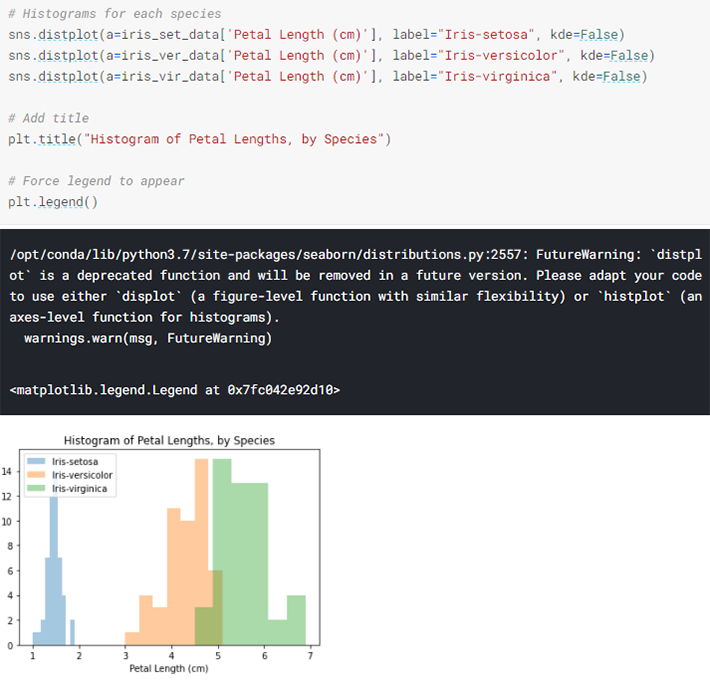 # Histograms for each species
sns.distplot(a=iris_set_data['Petal Length (cm)'], label="Iris-setosa", kde=False)
sns.distplot(a=iris_ver_data['Petal Length (cm)'], label="Iris-versicolor", kde=False)
sns.distplot(a=iris_vir_data['Petal Length (cm)'], label="Iris-virginica", kde=False)
# Add title
plt.title("Histogram of Petal Lengths, by Species")
# Force legend to appear
plt.legend()
/opt/conda/lib/python3.7/site-packages/seaborn/distributions.py:2557: FutureWarning: `distpl
ot` is a deprecated function and will be removed in a future version. Please adapt your code
to use either `displot` (a figure-level function with similar flexibility) or `histplot` (an
axes-level function for histograms).
warnings.warn(msg, FutureWarning)
<matplotlib.legend.Legend at 0x7fc042e92d10>
Histogram of Petal Lengths, by Species
Iris-setosa
Iris-versicolor
Iris-virginica
14
12
10
8
6
4
2
0
1 2 3 4 5 6 7
Petal Length (cm)